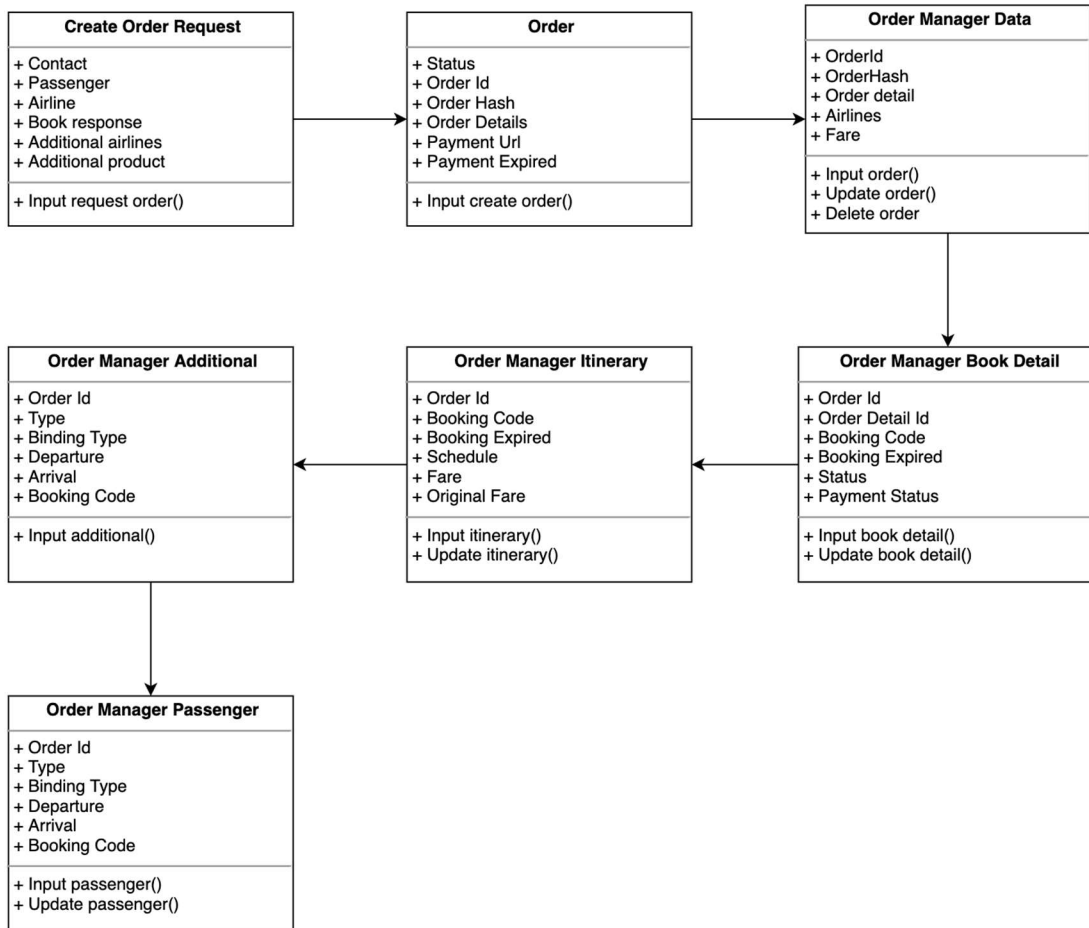 Create Order Request
+ Contact
+ Passenger
+ Airline
+ Book response
+ Additional airlines
+ Additional product
+ Input request order()
Order
+ Status
+ Order Id
+ Order Hash
+ Order Details
+ Payment Url
+ Payment Expired
+ Input create order()
Order Manager Data
+ OrderId
+ OrderHash
+ Order detail
+ Airlines
+ Fare
+ Input order()
+ Update order()
+ Delete order
Order Manager Book Detail
+ Order Id
+ Order Detail Id
+ Booking Code
+ Booking Expired
+ Status
+ Payment Status
+ Input book detail()
+ Update book detail()
Order Manager Itinerary
+ Order Id
+ Booking Code
+ Booking Expired
+ Schedule
+ Fare
+ Original Fare
+ Input itinerary()
+ Update itinerary()
Order Manager Additional
+ Order Id
+ Type
+ Binding Type
+ Departure
+ Arrival
+ Booking Code
+ Input additional()
Order Manager Passenger
+ Order Id
+ Type
+ Binding Type
+ Departure
+ Arrival
+ Booking Code
+ Input passenger()
+ Update passenger()